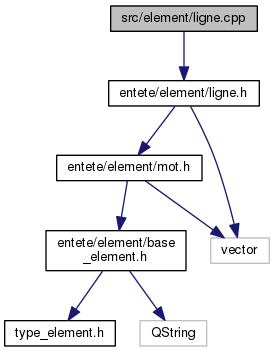 src/element/ligne.cpp
entete/element/ligne.h
entete/element/mot.h
vector
entete/element/base
_element.h
type_element.h
QString